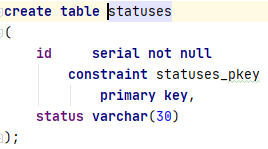 create table statuses
(
    id     serial not null
        constraint statuses_pkey
            primary key,
    status varchar(30)
);